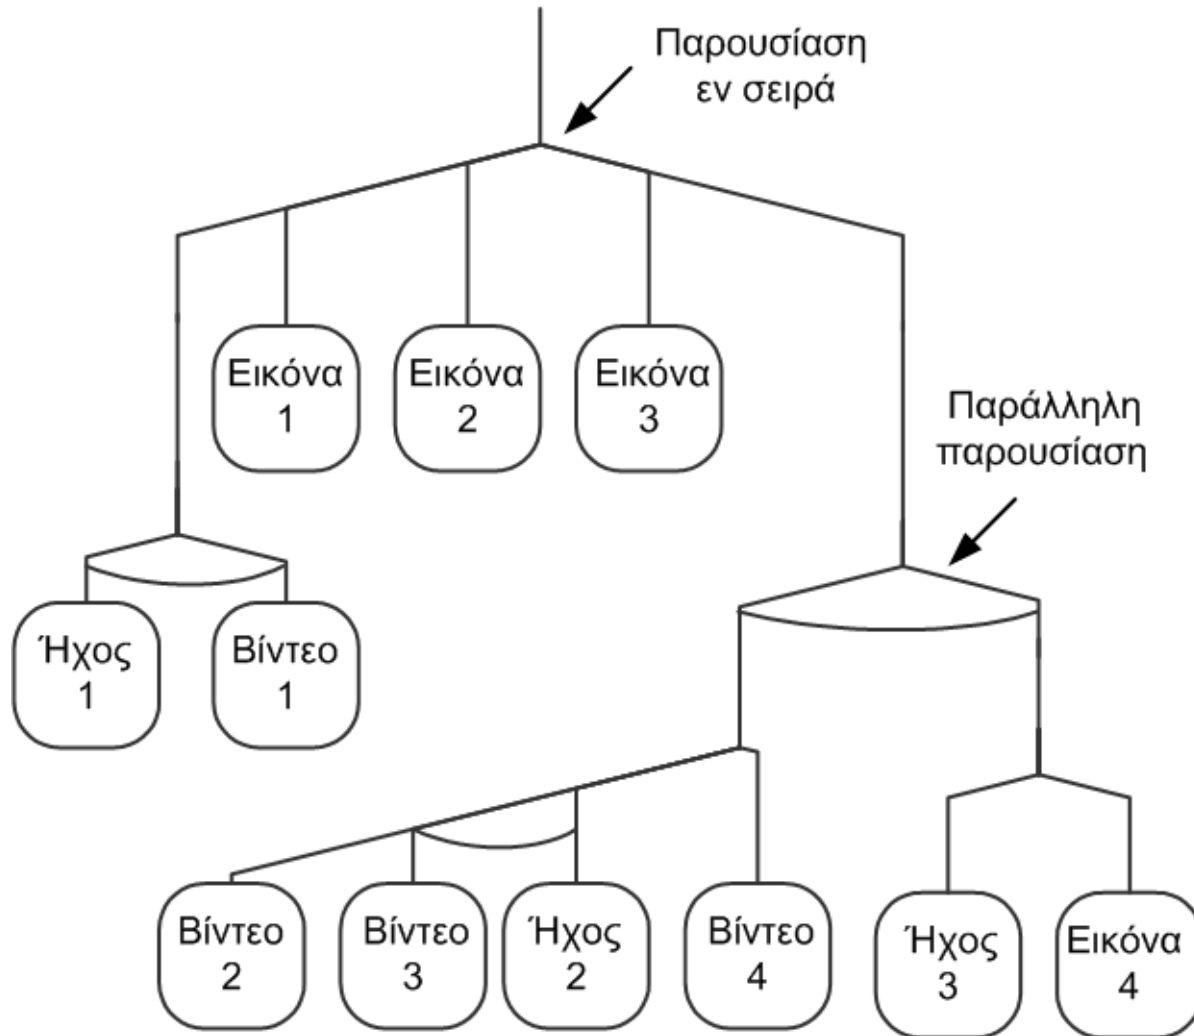 Παρουσίαση
εν σειρά
Εικόνα
1
Εικόνα
2
Εικόνα
3
Παράλληλη
παρουσίαση
Ήχος
1
Βίντεο
1
Βίντεο
2
Βίντεο
3
Ήχος
2
Βίντεο
4
Ήχος
3
Εικόνα
4